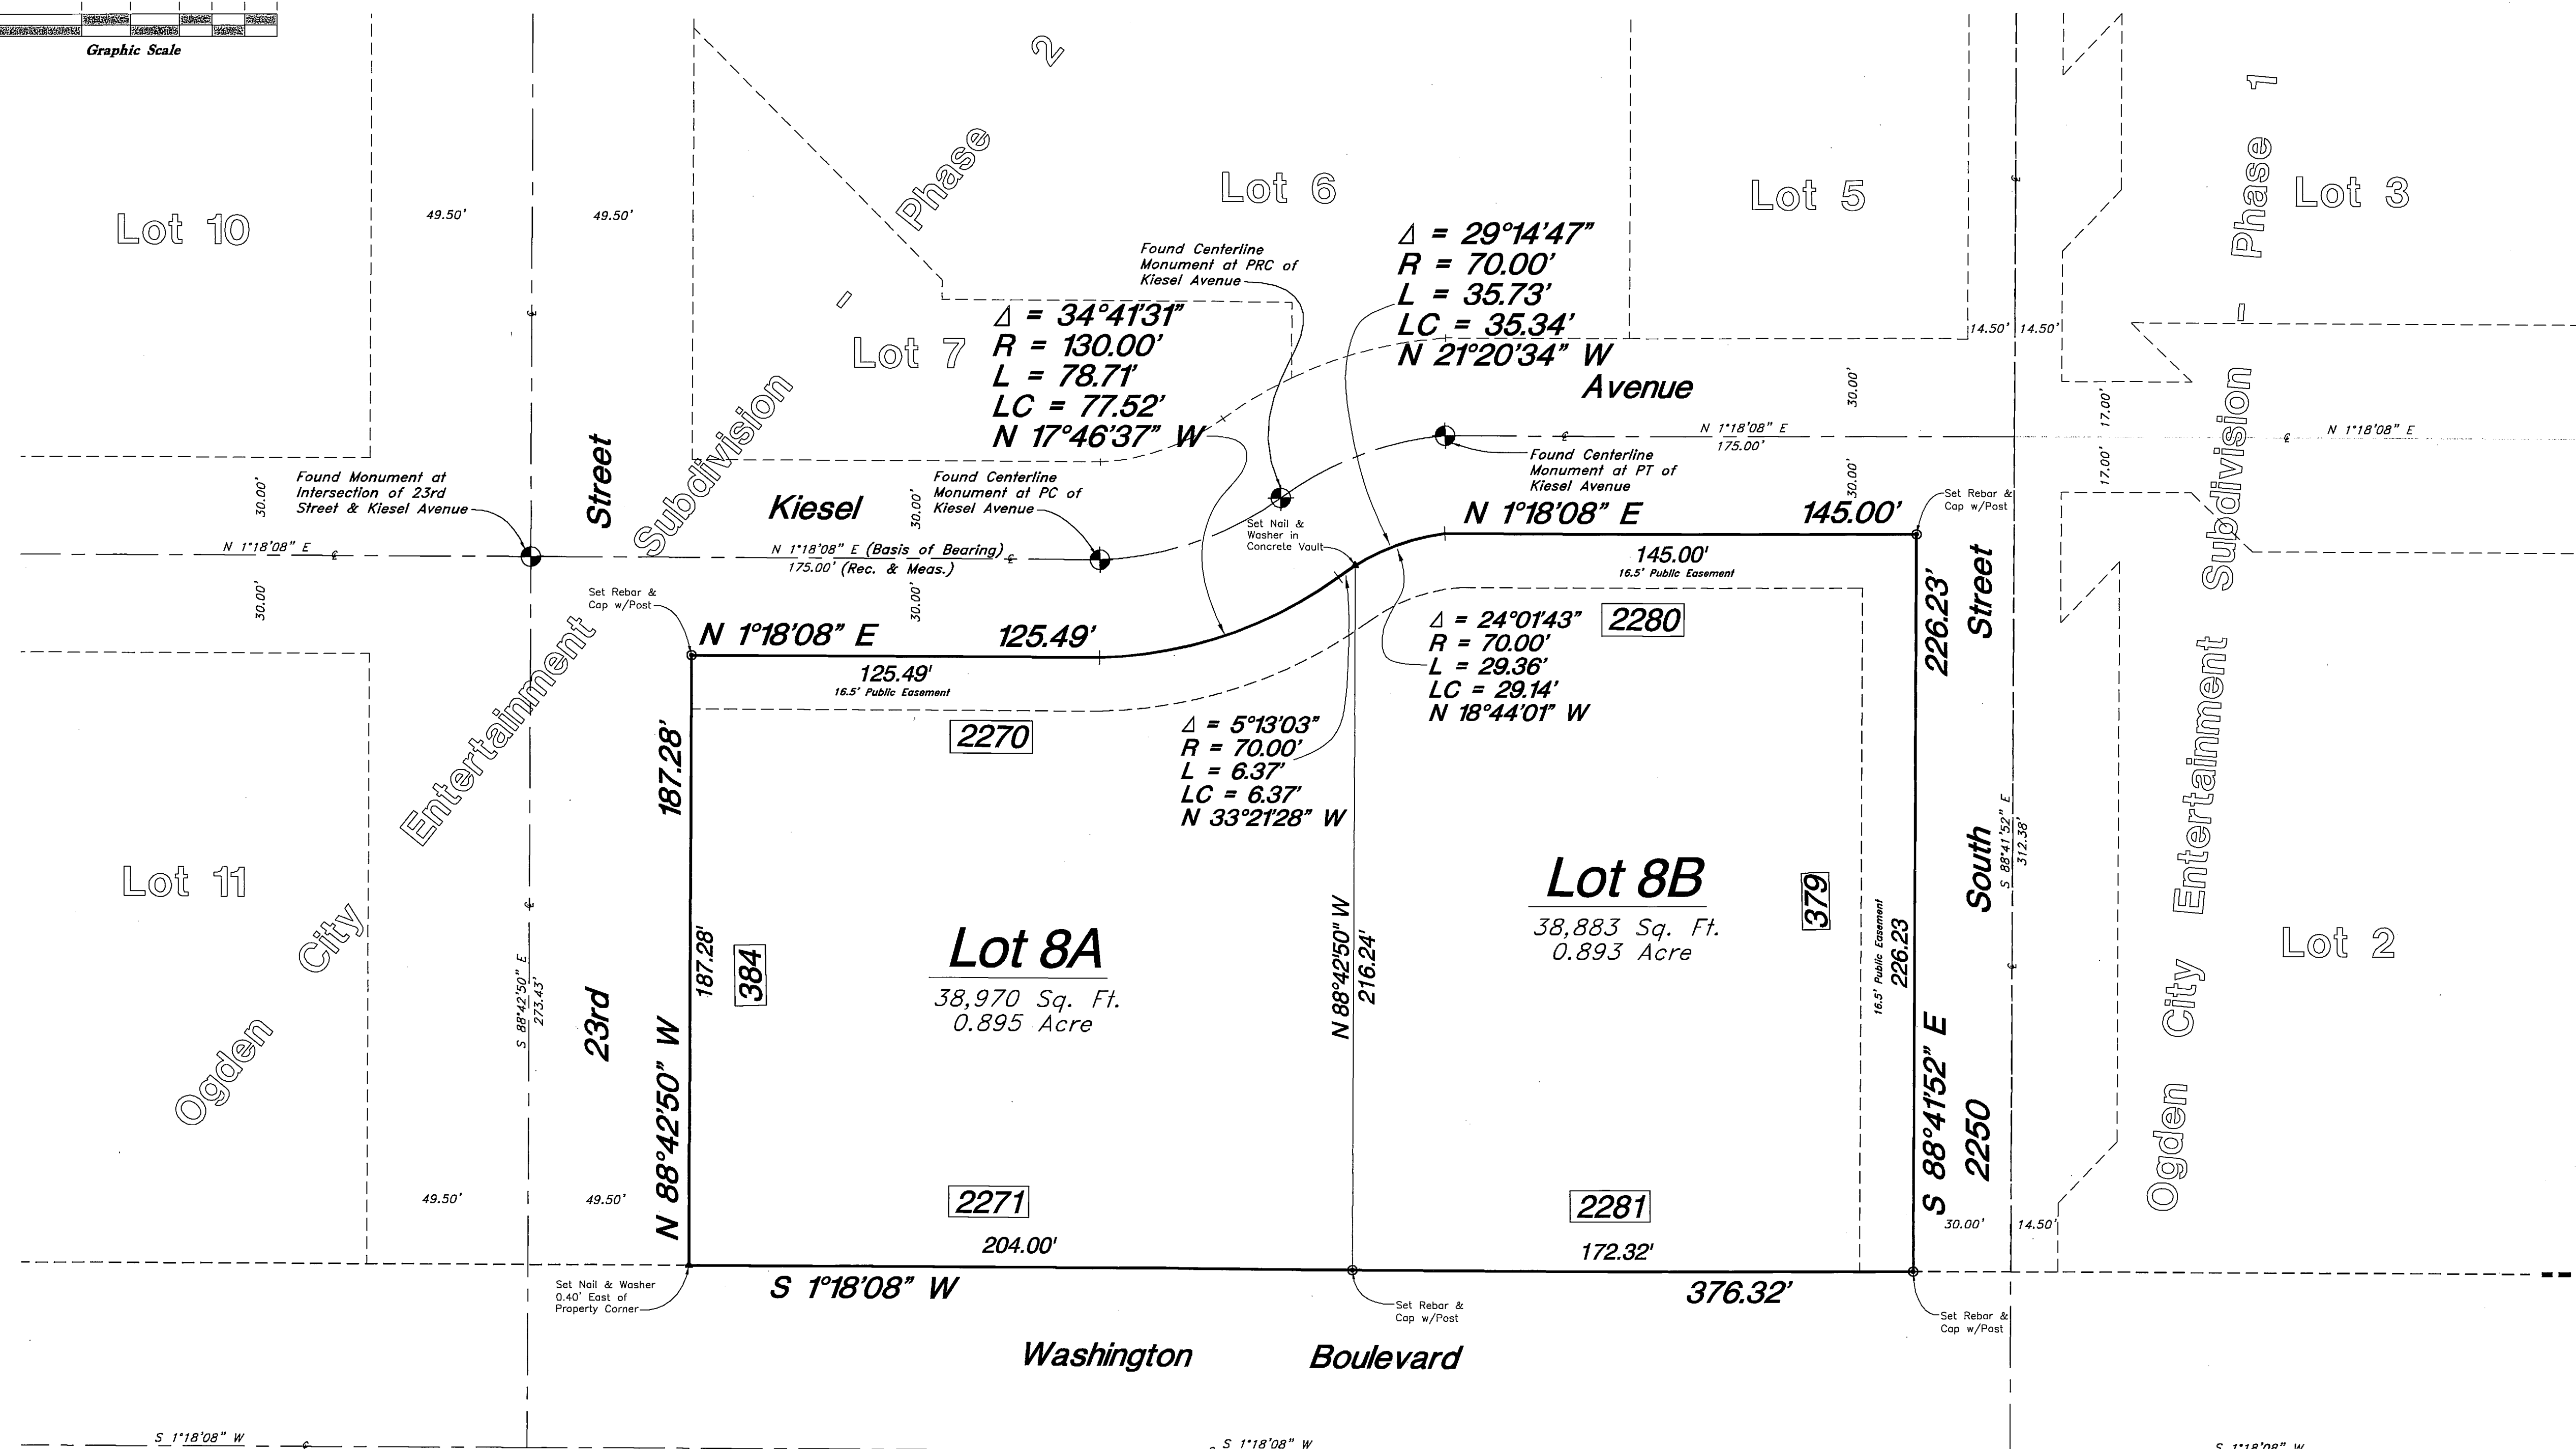 Graphic Scale
Lot 10
49.50'
49.50'
Ogden City Entertainment Subdivision - Phase 2
Lot 6
Lot 5
Lot 3
Ogden City Entertainment Subdivision - Phase 1
Found Centerline
Monument at PRC of
Kiesel Avenue
Δ = 29°14'47"
R = 70.00'
L = 35.73'
LC = 35.34'
N 21°20'34" W
Lot 7
Δ = 34°41'31"
R = 130.00'
L = 78.71'
LC = 77.52'
N 17°46'37" W
Avenue
14.50'
14.50'
30.00'
30.00'
17.00'
17.00'
N 1°18'08" E
175.00'
N 1°18'08" E
Found Monument at
Intersection of 23rd
Street & Kiesel Avenue
30.00'
30.00'
N 1°18'08" E
Street
Kiesel
30.00'
30.00'
Found Centerline
Monument at PC of
Kiesel Avenue
Found Centerline
Monument at PT of
Kiesel Avenue
N 1°18'08" E (Basis of Bearing)
175.00' (Rec. & Meas.)
Set Nail &
Washer in
Concrete Vault
N 1°18'08" E 145.00'
145.00'
16.5' Public Easement
Set Rebar &
Cap w/Post
Set Rebar &
Cap w/Post
N 1°18'08" E 125.49'
125.49'
16.5' Public Easement
2270
2280
Δ = 24°01'43"
R = 70.00'
L = 29.36'
LC = 29.14'
N 18°44'01" W
Δ = 5°13'03"
R = 70.00'
L = 6.37'
LC = 6.37'
N 33°21'28" W
226.23'
Street
187.28'
Lot 11
S 88°42'50" E
273.43'
23rd
N 88°42'50" W
187.28'
384
Lot 8A
38,970 Sq. Ft.
0.895 Acre
N 88°42'50" W
216.24'
Lot 8B
38,883 Sq. Ft.
0.893 Acre
379
16.5' Public Easement
226.23
S 88°41'52" E
South
2250
S 88°41'52" E
312.38'
Lot 2
49.50'
49.50'
2271
204.00'
2281
172.32'
30.00'
14.50'
Set Nail & Washer
0.40' East of
Property Corner
S 1°18'08" W
376.32'
Set Rebar &
Cap w/Post
Set Rebar &
Cap w/Post
Washington Boulevard
S 1°18'08" W
S 1°18'08" W
S 1°18'08" W